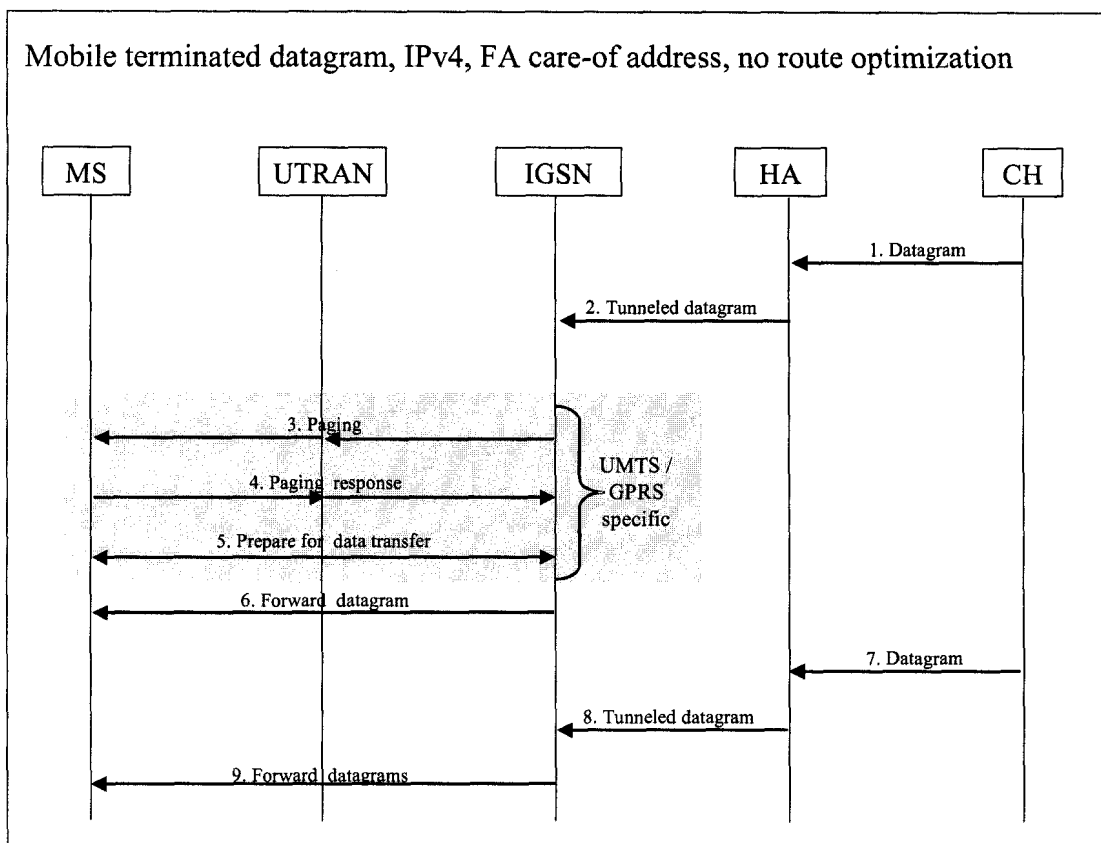 Mobile terminated datagram, IPv4, FA care-of address, no route optimization
MS
UTRAN
IGSN
HA
CH
1. Datagram
2. Tunneled datagram
3. Paging
4. Paging response
5. Prepare for data transfer
UMTS /
GPRS
specific
6. Forward datagram
7. Datagram
8. Tunneled datagram
9. Forward datagrams